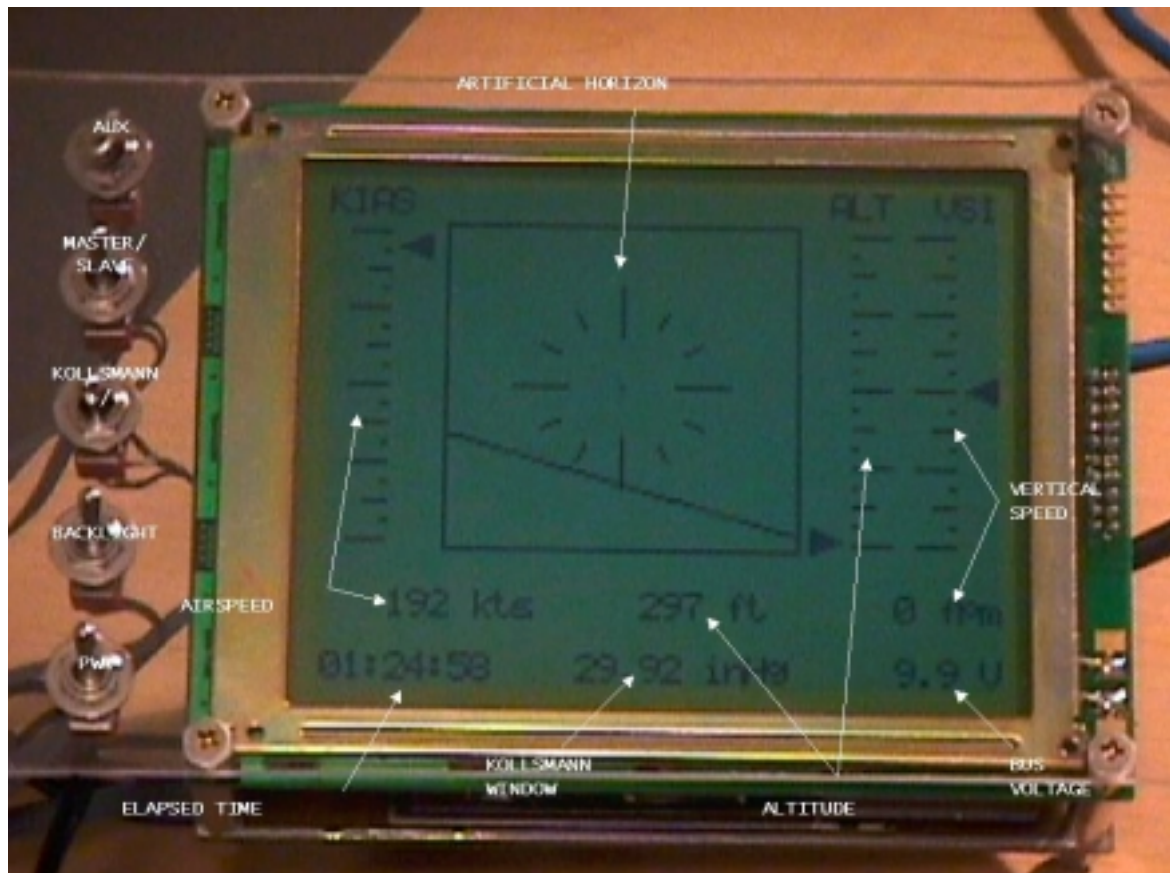 ARTIFICIAL HORIZON
AUX
KIAS
ALT VSI
MASTER/
SLAVE
KOLLSMANN
+/-
VERTICAL
SPEED
BACKLIGHT
AIRSPEED
192 kts
297 ft
0 fpm
PWR
01:24:58
29.92 inHg
9.9 V
KOLLSMANN
WINDOW
BUS
VOLTAGE
ELAPSED TIME
ALTITUDE